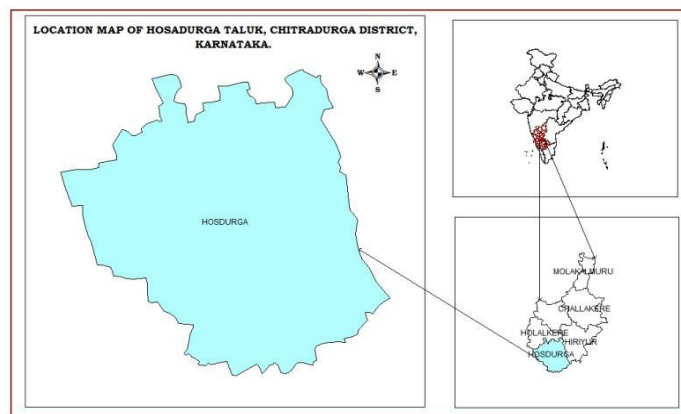 LOCATION MAP OF HOSADURGA TALUK, CHITRADURGA DISTRICT,
KARNATAKA.
N
W E
S
HOSDURGA
MOLAKALMURU
CHALLAKERE
HOLALKERE
HIRIYUR
HOSDURGA